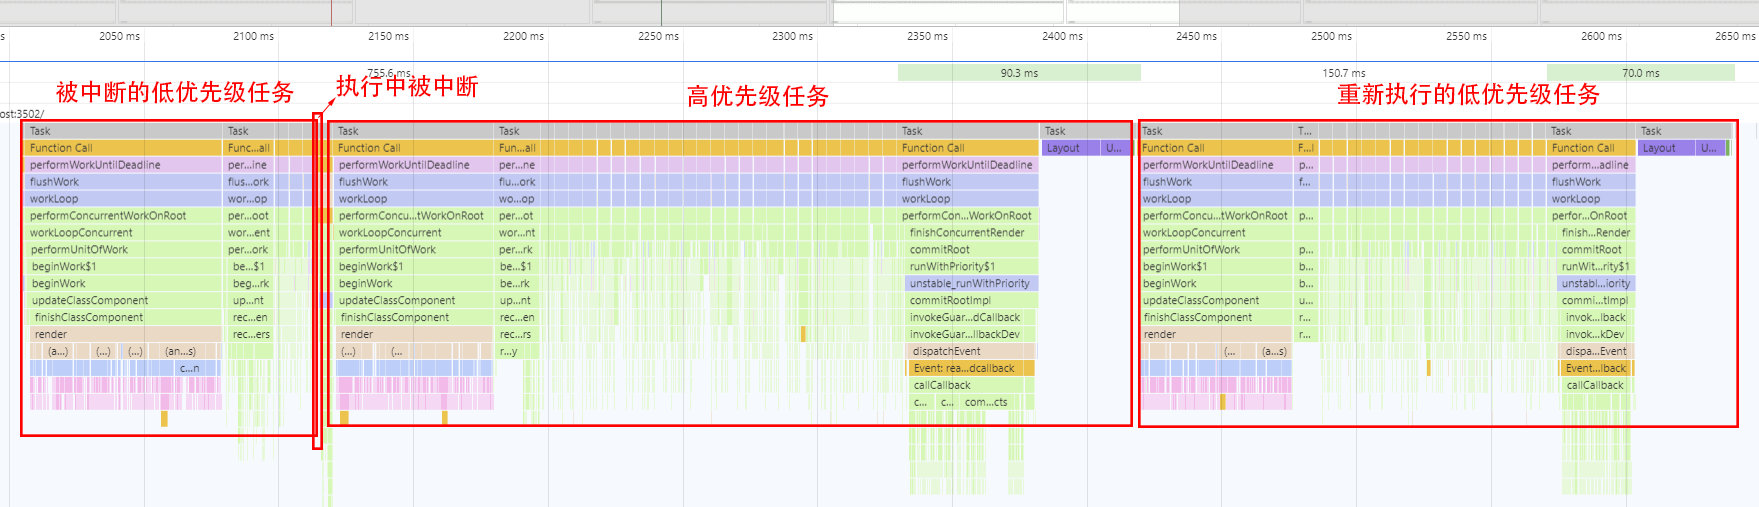 s 2050 ms 2100 ms 2150 ms 2200 ms 2250 ms 2300 ms 2350 ms 2400 ms 2450 ms 2500 ms 2550 ms 2600 ms 2650 ms
755.6 ms 90.3 ms 150.7 ms 70.0 ms
被中断的低优先级任务 执行中被中断 高优先级任务 重新执行的低优先级任务
ost:3502/
Task Task Task Task Task Task Task T... Task Task
Function Call Func...all Function Call Fun...all Function Call Layout U... Function Call F...l Function Call Layout U...
performWorkUntilDeadline per...ine performWorkUntilDeadline per...ne performWorkUntilDeadline performWorkUntilDeadline p... perform...adline
flushWork flus...ork flushWork flu...ork flushWork flushWork f... flushWork
workLoop wor...op workLoop wo...op workLoop workLoop workLoop
performConcurrentWorkOnRoot per...oot performConcu...tWorkOnRoot per...ot performCon...WorkOnRoot performConcu...tWorkOnRoot p... perfor...OnRoot
workLoopConcurrent wor...ent workLoopConcurrent wor...nt finishConcurrentRender workLoopConcurrent finish...Render
performUnitOfWork per...ork performUnitOfWork per...rk commitRoot performUnitOfWork p... commitRoot
beginWork$1 be...$1 beginWork$1 be...$1 runWithPriority$1 beginWork$1 b... runWit...rity$1
beginWork beg...rk beginWork be...rk unstable_runWithPriority beginWork b... unstabl...iority
updateClassComponent up...nt updateClassComponent up...nt commitRootImpl updateClassComponent u... commi...tImpl
finishClassComponent rec...en finishClassComponent rec...en invokeGuar...dCallback finishClassComponent r... invok...lback
render rec...ers render rec...rs invokeGuar...llbackDev render r... invok...kDev
(a...) (...) (...) (an...s) (...) (... r...y dispatchEvent (... (a...s) dispa...Event
c...n Event: rea...dcallback Event...lback
callCallback callCallback
c... c... com...cts